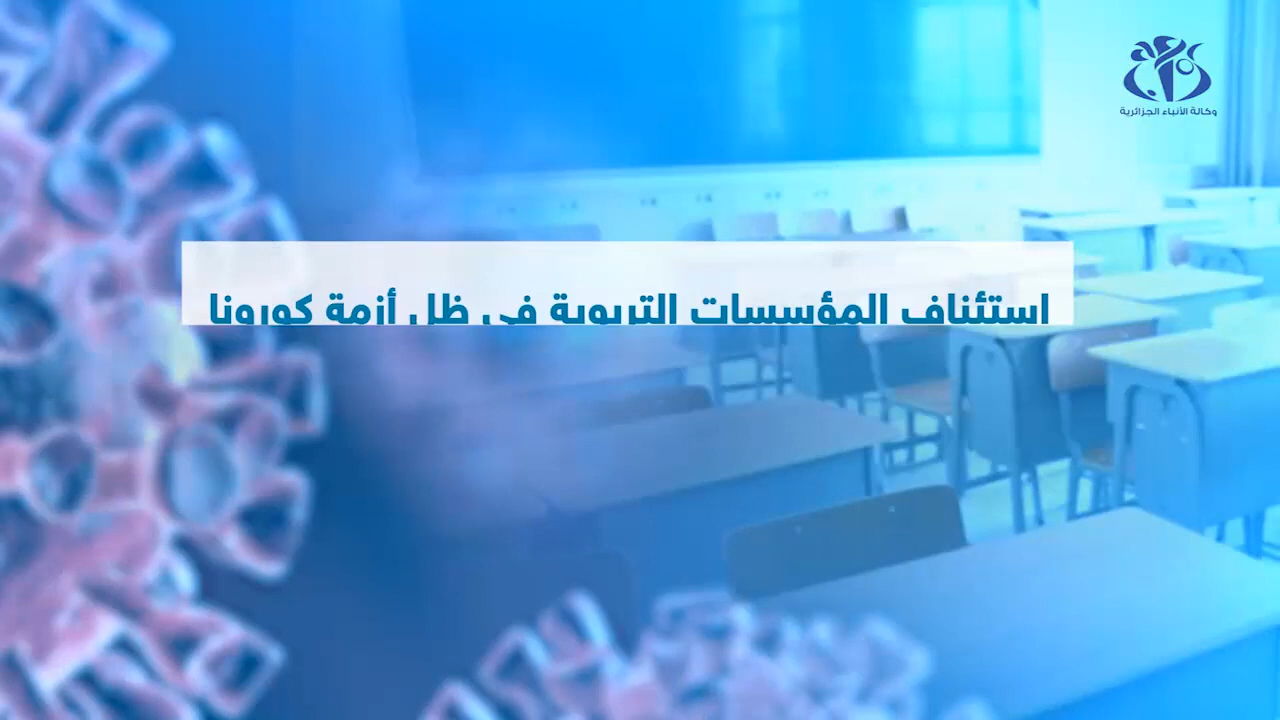 وكالة الأنباء الجزائرية
استئناف المؤسسات التربوية في ظل أزمة كورونا